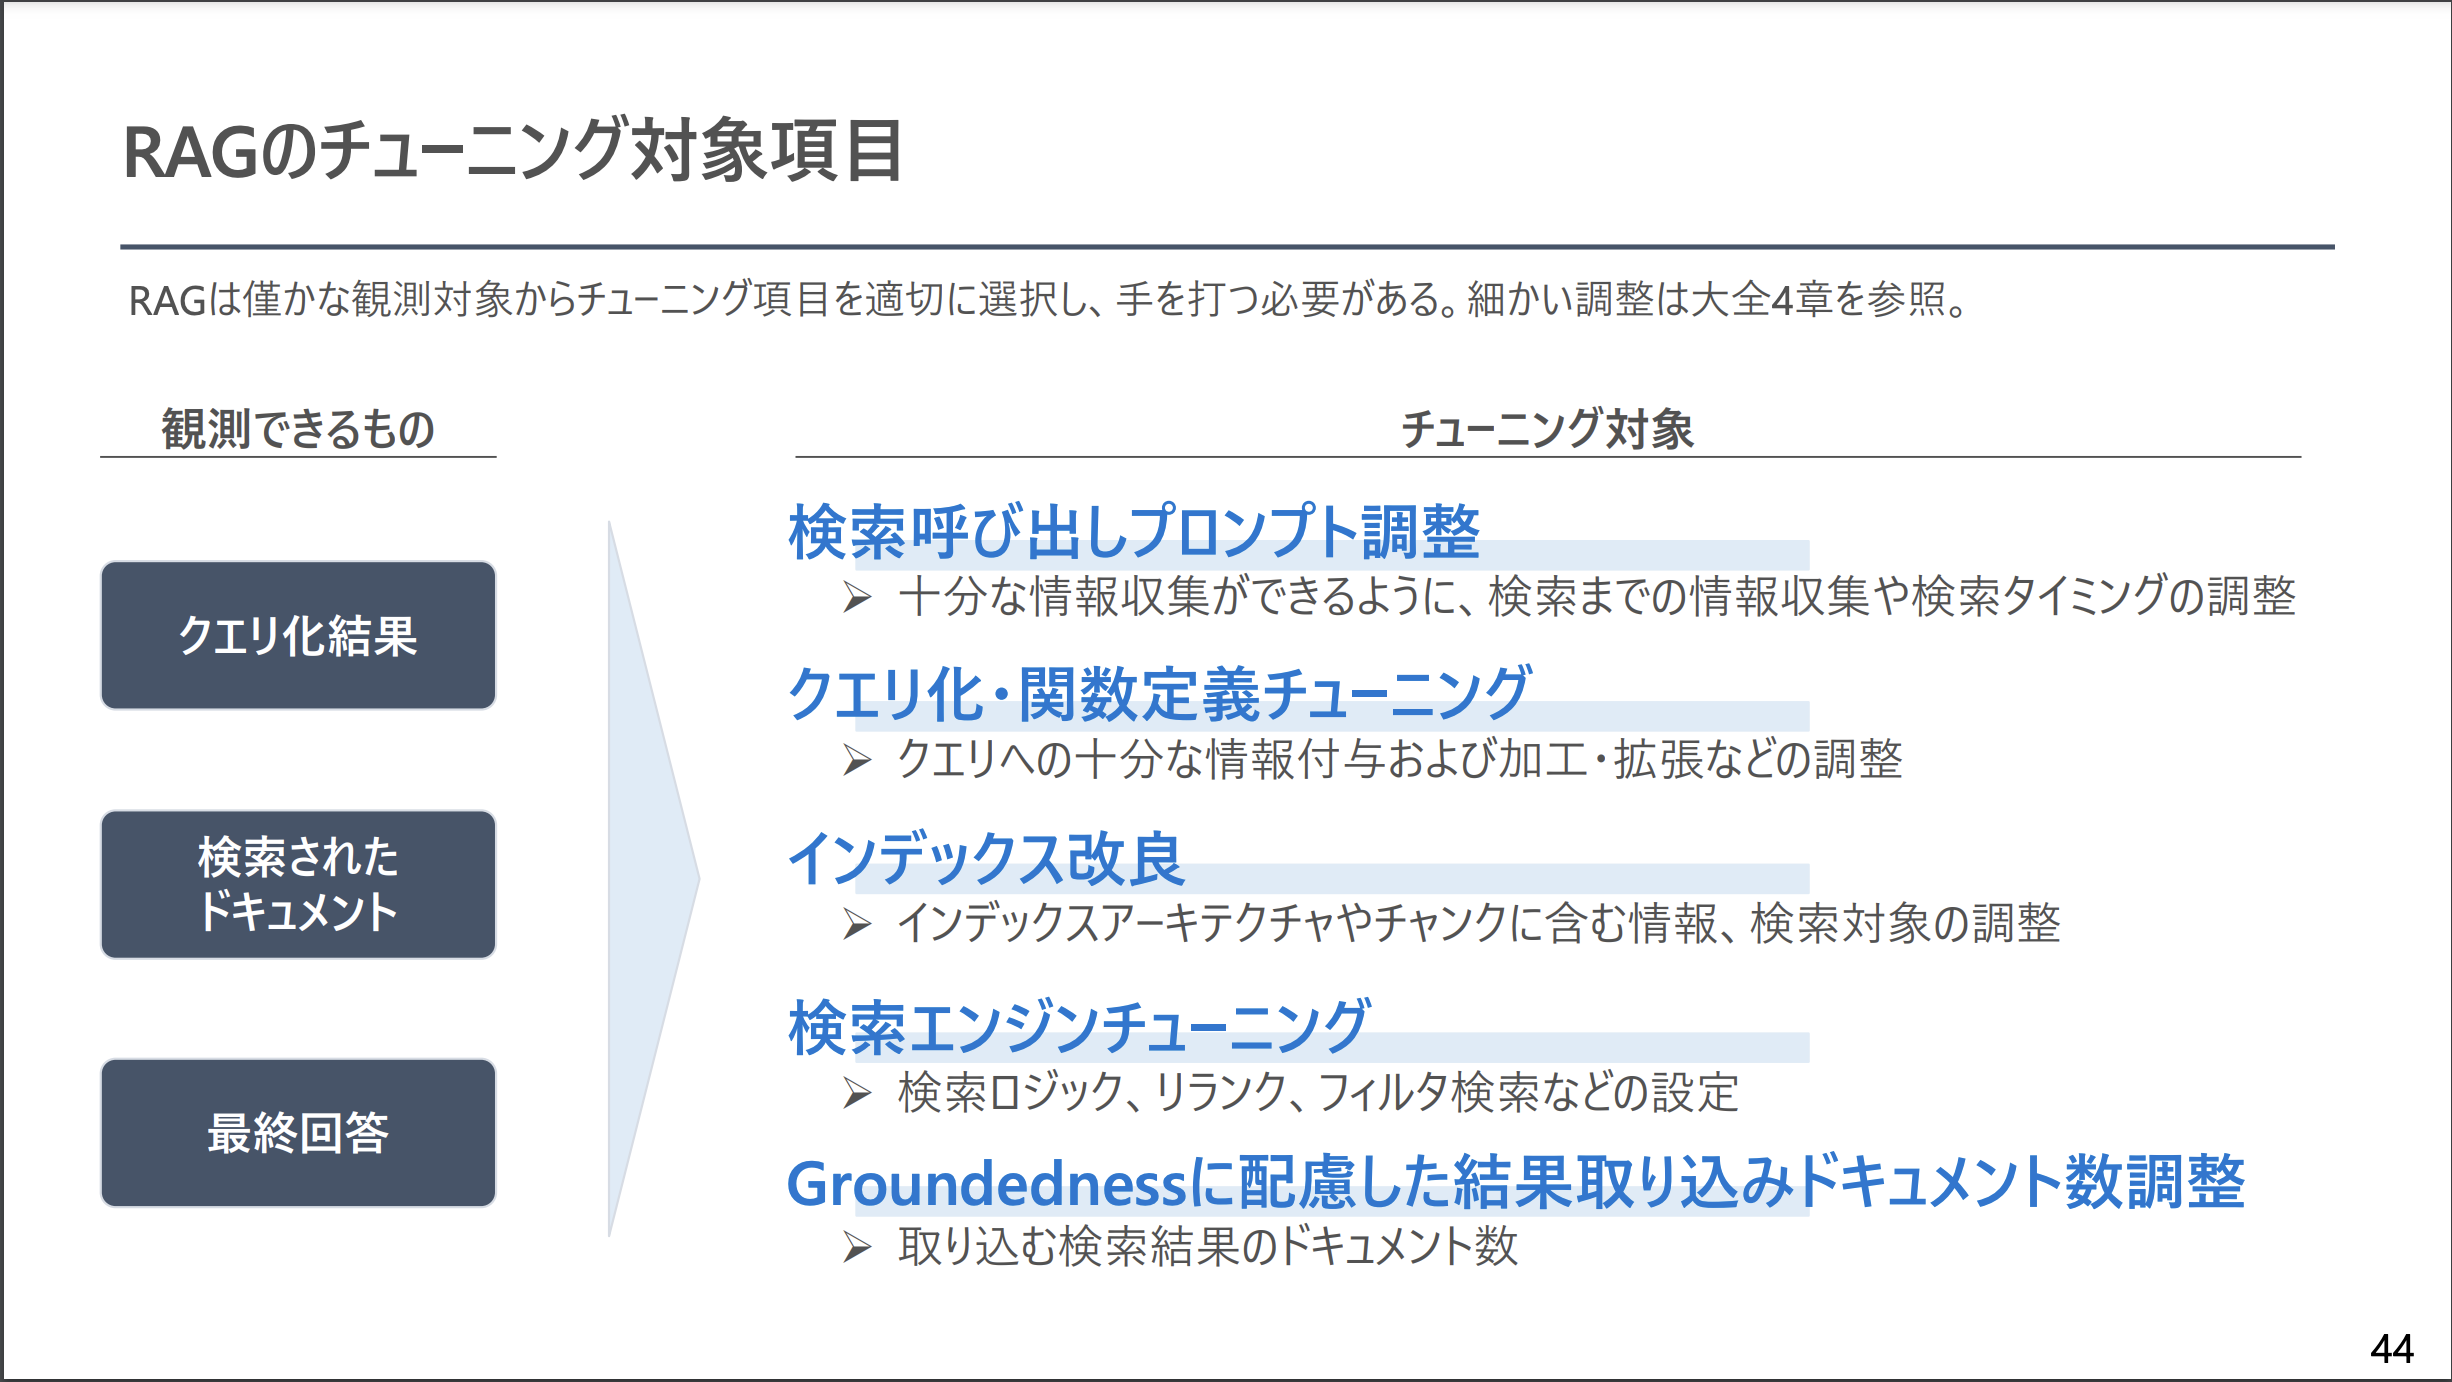 RAGのチューニング対象項目
RAGは僅かな観測対象からチューニング項目を適切に選択し、手を打つ必要がある。細かい調整は大全4章を参照。
観測できるもの
クエリ化結果
検索された
ドキュメント
最終回答
チューニング対象
検索呼び出しプロンプト調整
➢ 十分な情報収集ができるように、検索までの情報収集や検索タイミングの調整
クエリ化・関数定義チューニング
➢ クエリへの十分な情報付与および加工・拡張などの調整
インデックス改良
➢ インデックスアーキテクチャやチャンクに含む情報、検索対象の調整
検索エンジンチューニング
➢ 検索ロジック、リランク、フィルタ検索などの設定
Groundednessに配慮した結果取り込みドキュメント数調整
➢ 取り込む検索結果のドキュメント数
44